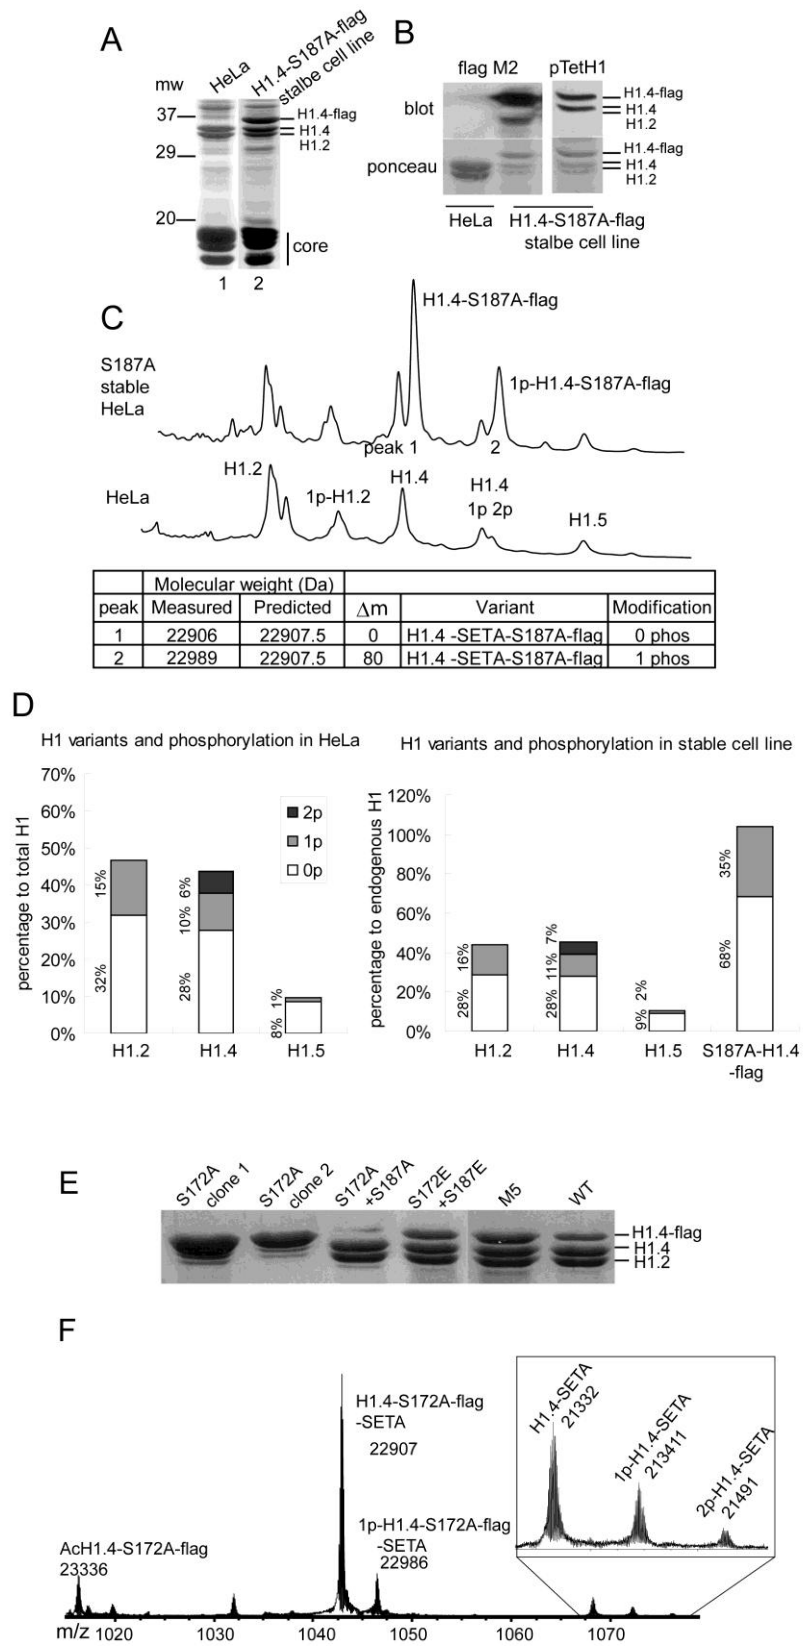 A
HeLa
H1.4-S187A-flag
stalbe cell line
mw
37
29
20
H1.4-flag
H1.4
H1.2
core
1
2
B
flag M2
pTetH1
blot
H1.4-flag
H1.4
H1.2
ponceau
H1.4-flag
H1.4
H1.2
HeLa
H1.4-S187A-flag
stalbe cell line
C
S187A
stable
HeLa
H1.4-S187A-flag
1p-H1.4-S187A-flag
peak 1
2
HeLa
H1.2
1p-H1.2
H1.4
H1.4
1p 2p
H1.5
Molecular weight (Da)
peak Measured Predicted Δm Variant Modification
1 22906 22907.5 0 H1.4 -SETA-S187A-flag 0 phos
2 22989 22907.5 80 H1.4 -SETA-S187A-flag 1 phos
D
H1 variants and phosphorylation in HeLa
percentage to total H1
70%
60%
50%
40%
30%
20%
10%
0%
2p
1p
0p
15%
32%
6%
10%
28%
1%
8%
H1.2 H1.4 H1.5
H1 variants and phosphorylation in stable cell line
percentage to endogenous H1
120%
100%
80%
60%
40%
20%
0%
16%
28%
7%
11%
28%
2%
9%
35%
68%
H1.2 H1.4 H1.5 S187A-H1.4
-flag
E
S172A
clone 1
S172A
clone 2
S172A
+S187A
S172E
+S187E
M5
WT
H1.4-flag
H1.4
H1.2
F
AcH1.4-S172A-flag
23336
H1.4-S172A-flag
-SETA
22907
1p-H1.4-S172A-flag
-SETA
22986
H1.4-SETA
21332
1p-H1.4-SETA
213411
2p-H1.4-SETA
21491
m/z 1020 1030 1040 1050 1060 1070